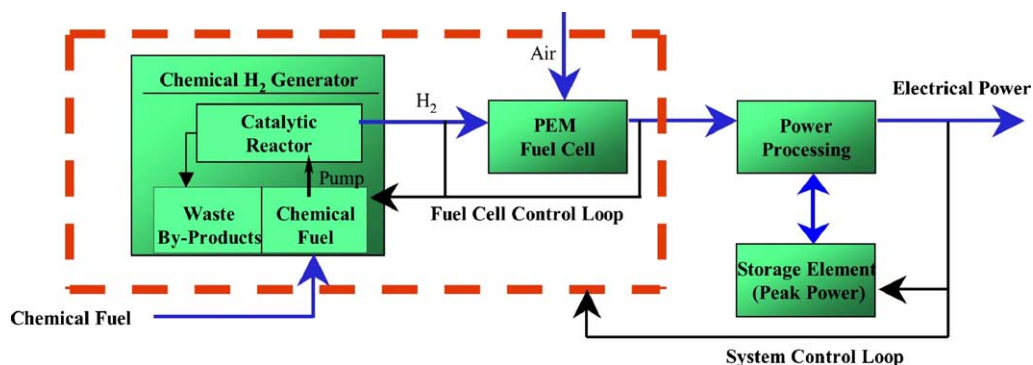 Air
Electrical Power
Chemical H2 Generator
H2
Catalytic
Reactor
PEM
Fuel Cell
Power
Processing
Pump
Waste
By-Products
Chemical
Fuel
Fuel Cell Control Loop
Storage Element
(Peak Power)
Chemical Fuel
System Control Loop